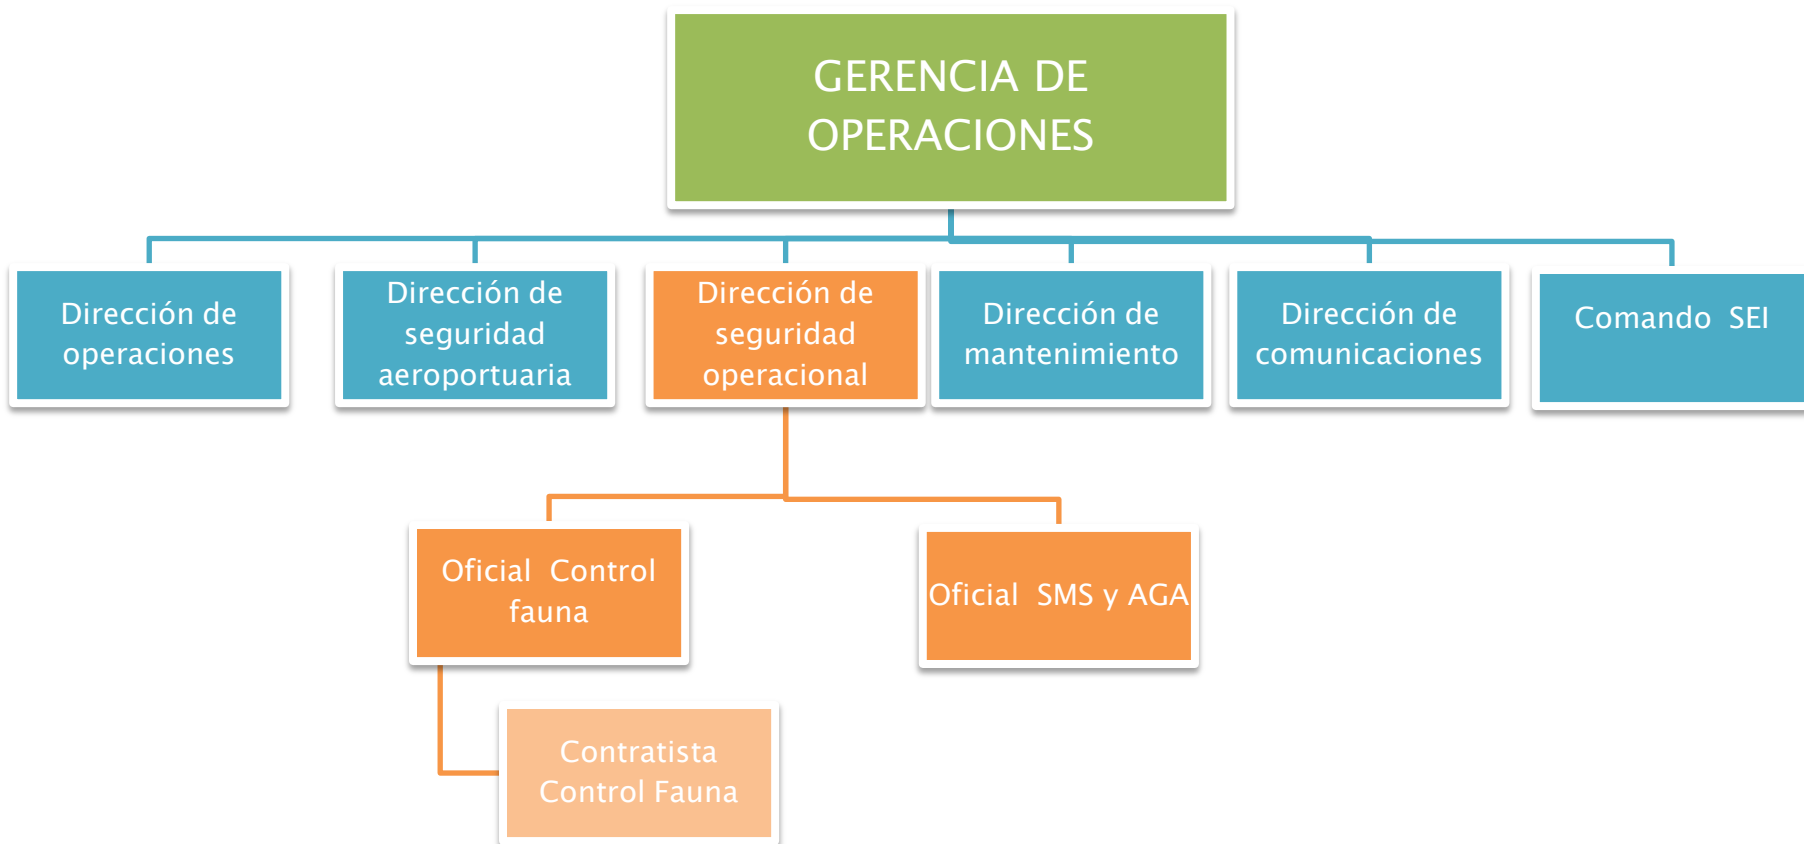 GERENCIA DE
OPERACIONES
Dirección de
operaciones
Dirección de
seguridad
aeroportuaria
Dirección de
seguridad
operacional
Dirección de
mantenimiento
Dirección de
comunicaciones
Comando SEI
Oficial Control
fauna
Oficial SMS y AGA
Contratista
Control Fauna